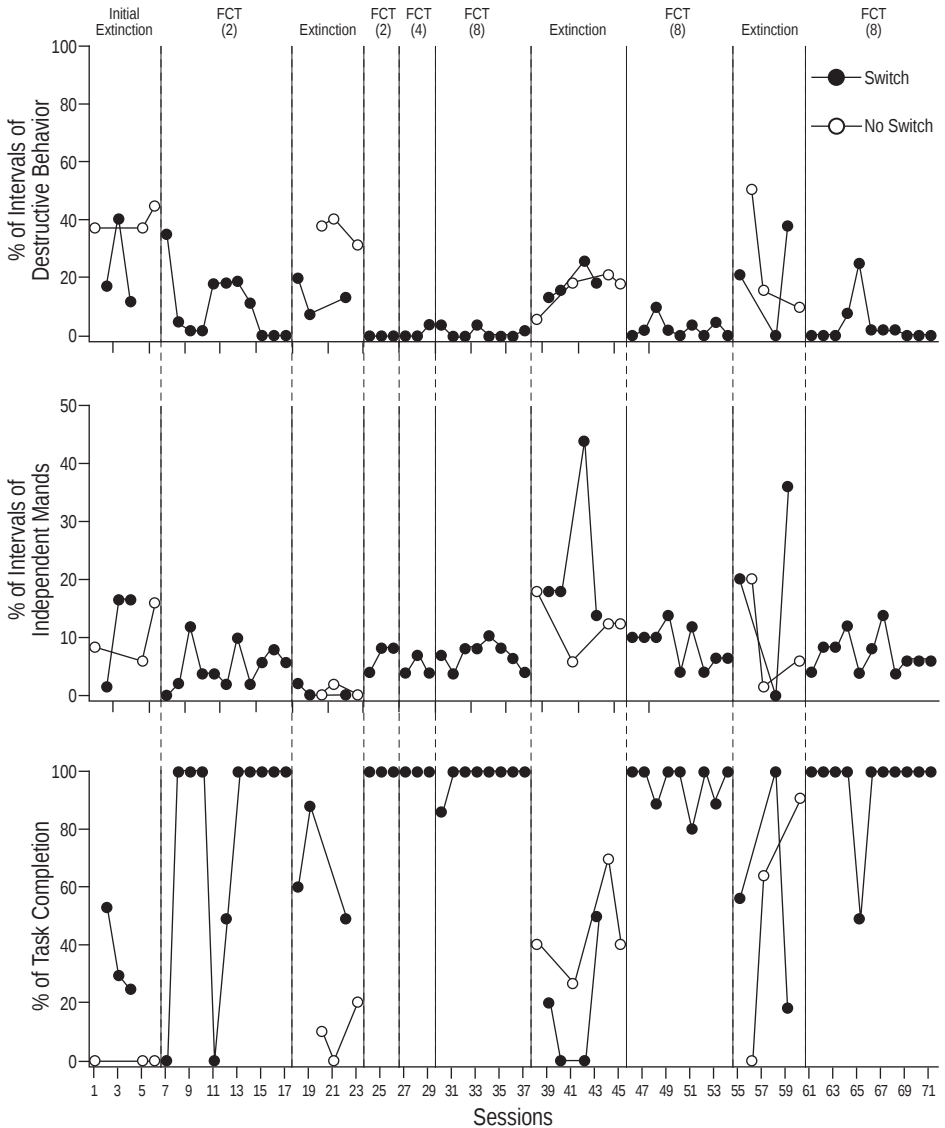 Initial Extinction
FCT (2)
Extinction
FCT (2)
FCT (4)
FCT (8)
Extinction
FCT (8)
Extinction
FCT (8)
Switch
No Switch
% of Intervals of
Destructive Behavior
100
80
60
40
20
0
% of Intervals of
Independent Mands
50
40
30
20
10
0
% of Task Completion
100
80
60
40
20
0
1 3 5 7 9 11 13 15 17 19 21 23 25 27 29 31 33 35 37 39 41 43 45 47 49 51 53 55 57 59 61 63 65 67 69 71
Sessions